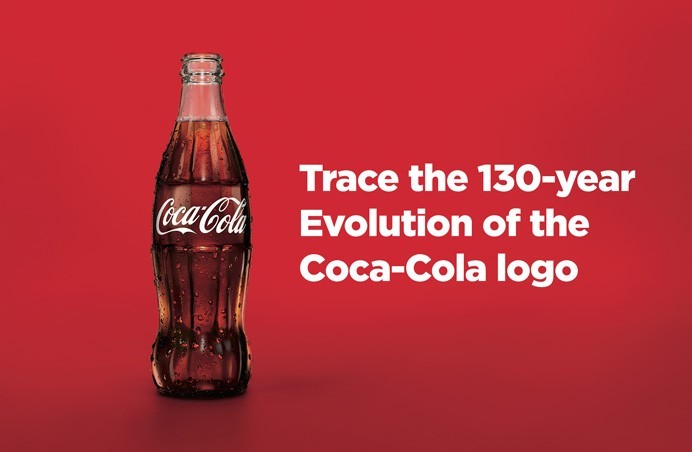 Coca-Cola
Trace the 130-year
Evolution of the
Coca-Cola logo